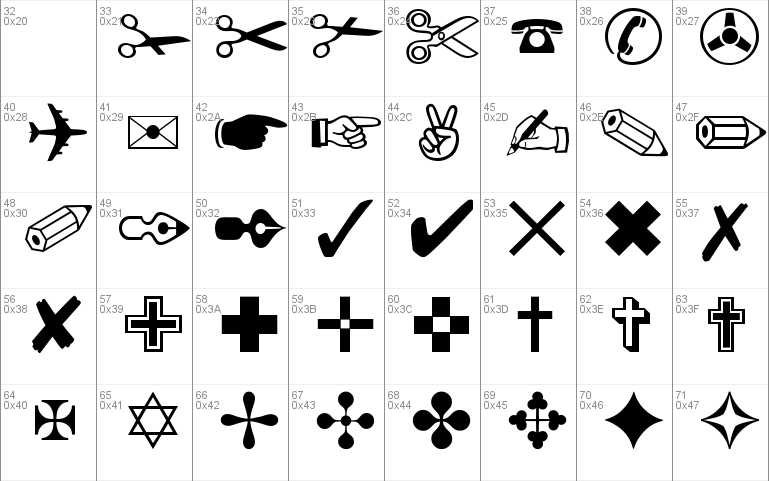 32 33 34 35 36 37 38 39
0x20 0x21 0x22 0x23 0x24 0x25 0x26 0x27
40 41 42 43 44 45 46 47
0x28 0x29 0x2A 0x2B 0x2C 0x2D 0x2E 0x2F
48 49 50 51 52 53 54 55
0x30 0x31 0x32 0x33 0x34 0x35 0x36 0x37
56 57 58 59 60 61 62 63
0x38 0x39 0x3A 0x3B 0x3C 0x3D 0x3E 0x3F
64 65 66 67 68 69 70 71
0x40 0x41 0x42 0x43 0x44 0x45 0x46 0x47